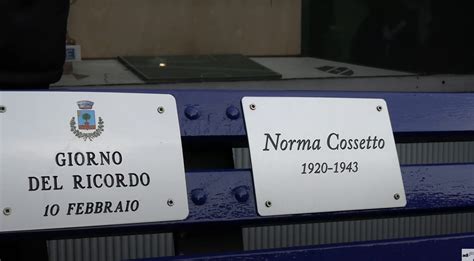 GIORNO
DEL RICORDO
10 FEBBRAIO
Norma Cossetto
1920-1943